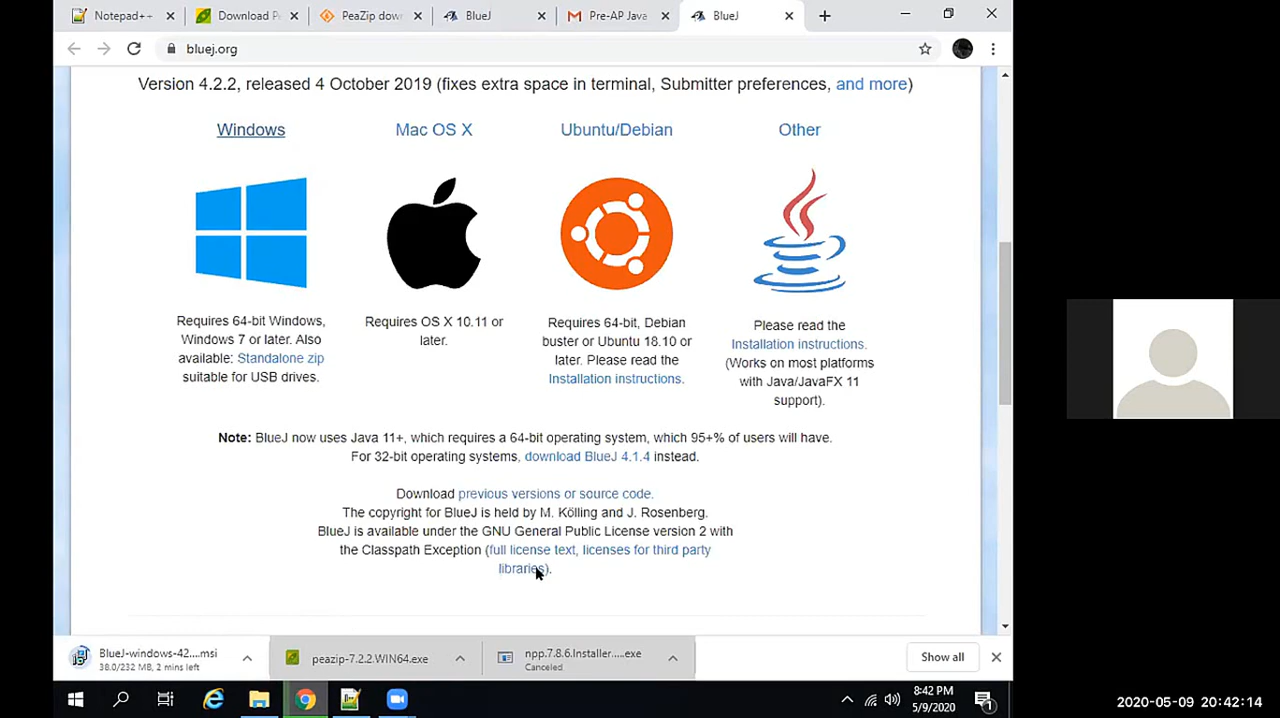 Notepad++
Download P
PeaZip dow
BlueJ
Pre-AP Java
BlueJ
bluej.org
Version 4.2.2, released 4 October 2019 (fixes extra space in terminal, Submitter preferences, and more)
Windows
Mac OS X
Ubuntu/Debian
Other
Requires 64-bit Windows,
Windows 7 or later. Also
available: Standalone zip
suitable for USB drives.
Requires OS X 10.11 or
later.
Requires 64-bit, Debian
buster or Ubuntu 18.10 or
later. Please read the
Installation instructions.
Please read the
Installation instructions.
(Works on most platforms
with Java/JavaFX 11
support).
Note: BlueJ now uses Java 11+, which requires a 64-bit operating system, which 95+% of users will have.
For 32-bit operating systems, download BlueJ 4.1.4 instead.
Download previous versions or source code.
The copyright for BlueJ is held by M. Kölling and J. Rosenberg.
BlueJ is available under the GNU General Public License version 2 with
the Classpath Exception (full license text, licenses for third party
libraries).
BlueJ-windows-42....msi
38.0/232 MB, 2 mins left
peazip-7.2.2.WIN64.exe
npp.7.8.6.Installer.....exe
Canceled
Show all
8:42 PM
5/9/2020
1
2020-05-09 20:42:14